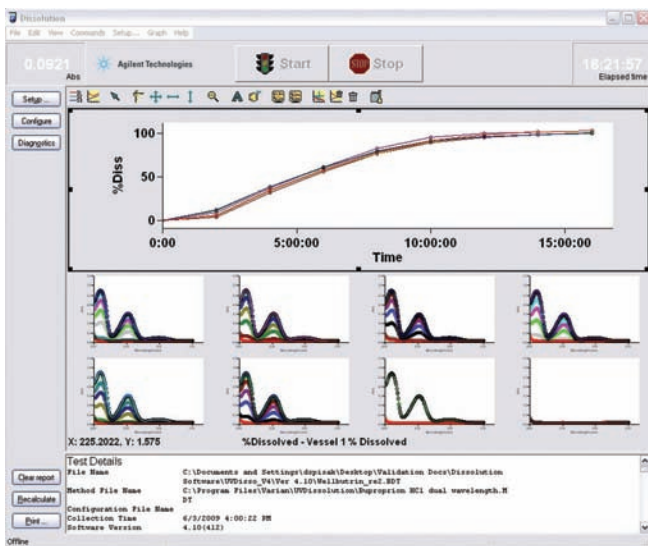 Dissolution
File Edit View Commands Setup... Graph Help
0.0921
Abs
Agilent Technologies
Start
STOP Stop
18:21:57
Elapsed time
Setup ...
Configure
Diagnostics
%Diss
100
50
0
0:00 5:00:00 10:00:00 15:00:00
Time
X: 225.2022, Y: 1.575 %Dissolved - Vessel 1 % Dissolved
Clear report
Recalculate
Print ...
Test Details
File Name C:\Documents and Settings\dspisak\Desktop\Validation Docs\Dissolution
Software\UVDisso_V4\Ver 4.10\Wellbutrin_re2.BDT
Method File Name C:\Program Files\Varian\UVDissolution\Buproprion HCl dual wavelength.M
DT
Configuration File Name
Collection Time 6/3/2009 4:00:22 PM
Software Version 4.10(412)
Offline